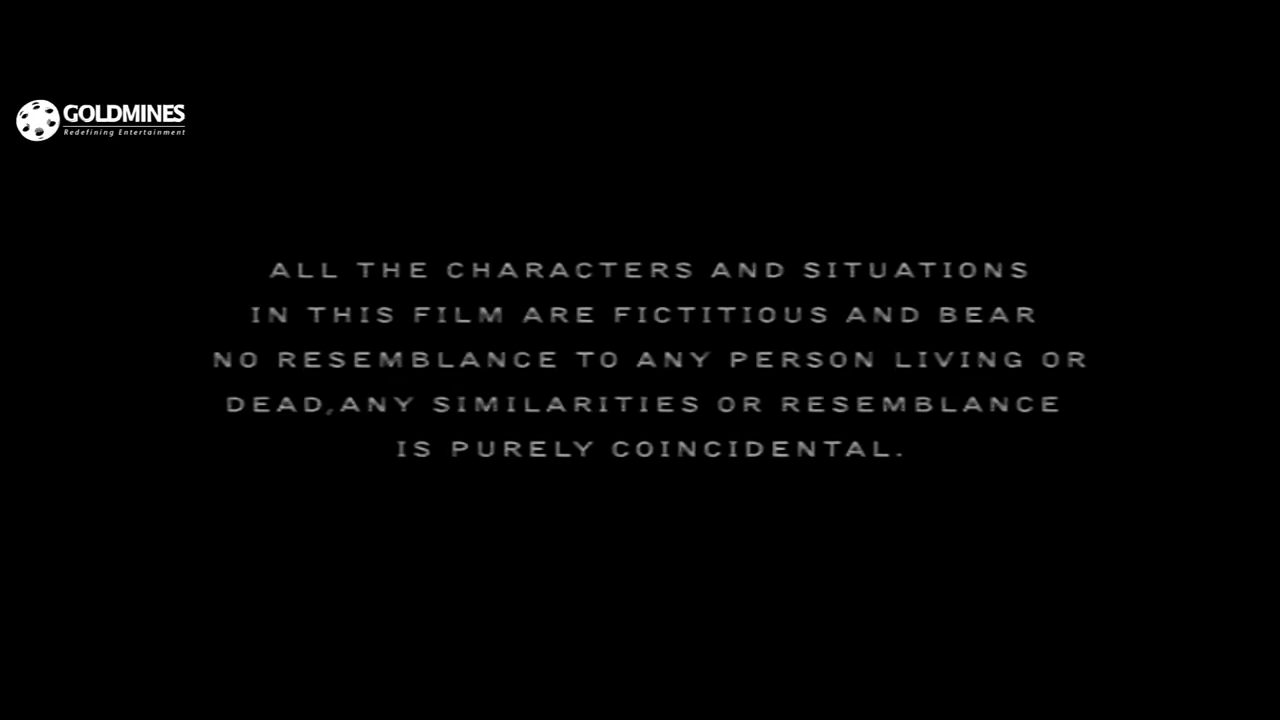 GOLDMINES
Redefining Entertainment
ALL THE CHARACTERS AND SITUATIONS
IN THIS FILM ARE FICTITIOUS AND BEAR
NO RESEMBLANCE TO ANY PERSON LIVING OR
DEAD,ANY SIMILARITIES OR RESEMBLANCE
IS PURELY COINCIDENTAL.